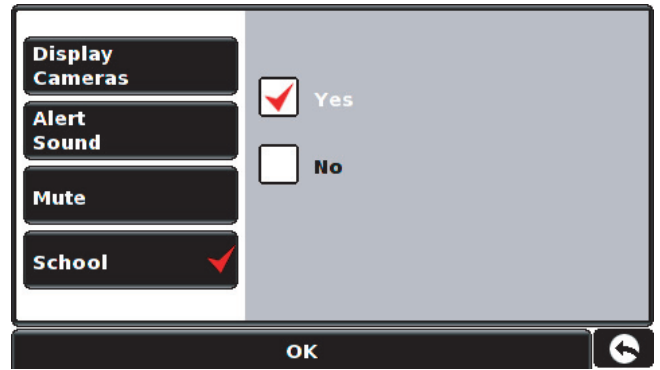 Display
Cameras
Alert
Sound
Mute
School
Yes
No
OK